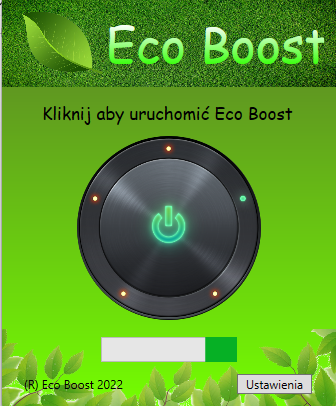 Eco Boost
Kliknij aby uruchomić Eco Boost
(R) Eco Boost 2022
Ustawienia